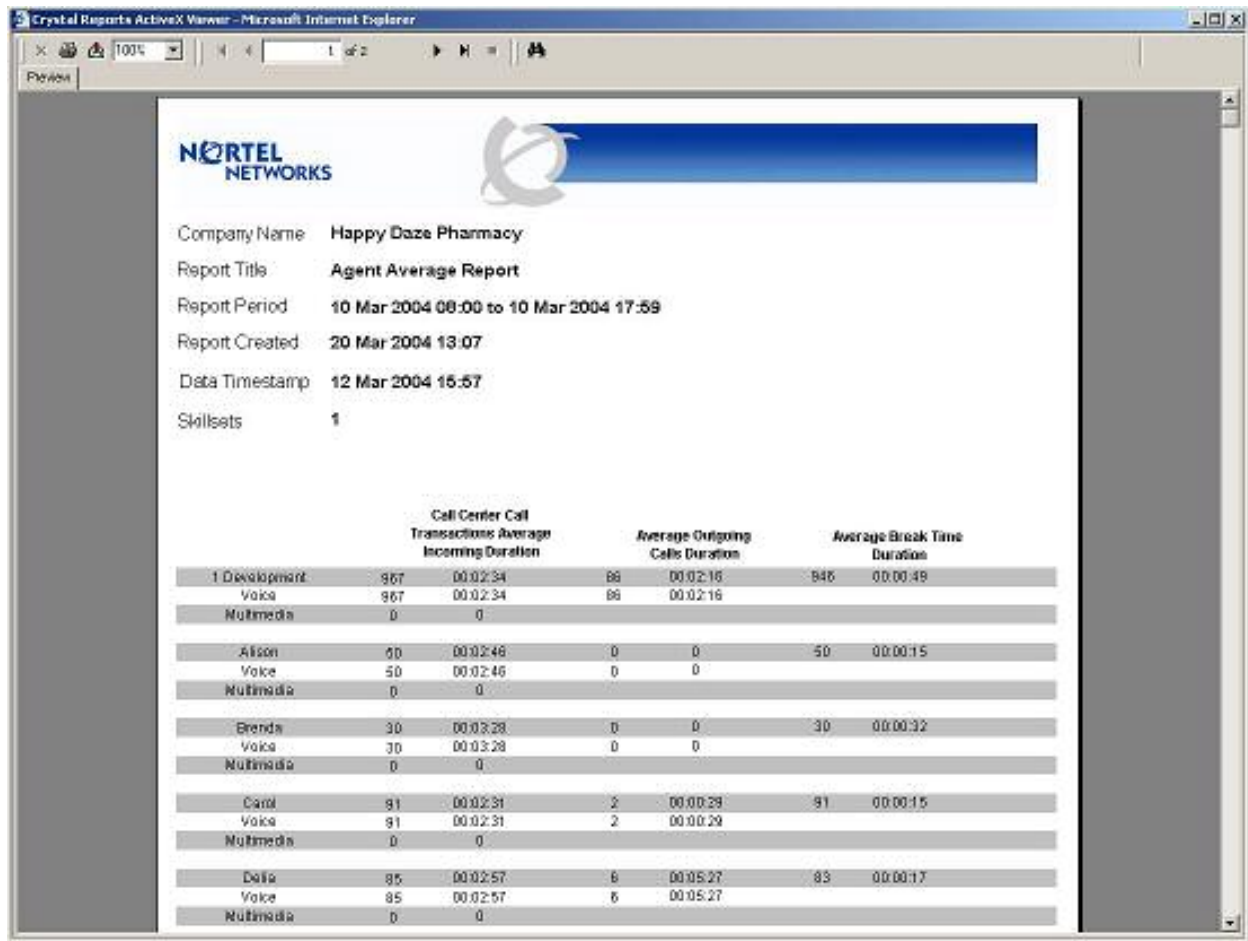 Crystal Reports ActiveX Viewer - Microsoft Internet Explorer
100% 1 of 2
Preview
NORTEL
NETWORKS
Company Name Happy Daze Pharmacy
Report Title Agent Average Report
Report Period 10 Mar 2004 08:00 to 10 Mar 2004 17:59
Report Created 20 Mar 2004 13:07
Data Timestamp 12 Mar 2004 15:57
Skillsets 1
Call Center Call
Transactions Average
Incoming Duration
Average Outgoing
Calls Duration
Average Break Time
Duration
1 Development 967 00:02:34 86 00:02:16 946 00:00:49
Voice 967 00:02:34 86 00:02:16
Multimedia 0 0
Alison 50 00:02:46 0 0 50 00:00:15
Voice 50 00:02:46 0 0
Multimedia 0 0
Brenda 30 00:03:28 0 0 30 00:00:32
Voice 30 00:03:28 0 0
Multimedia 0 0
Carol 91 00:02:31 2 00:00:29 91 00:00:15
Voice 91 00:02:31 2 00:00:29
Multimedia 0 0
Delia 85 00:02:57 6 00:05:27 83 00:00:17
Voice 85 00:02:57 6 00:05:27
Multimedia 0 0